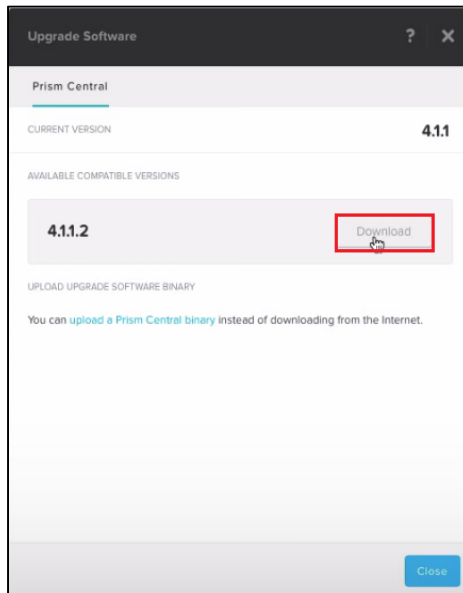 Upgrade Software ? ×
Prism Central
CURRENT VERSION 4.1.1
AVAILABLE COMPATIBLE VERSIONS
4.1.1.2 Download
UPLOAD UPGRADE SOFTWARE BINARY
You can upload a Prism Central binary instead of downloading from the Internet.
Close